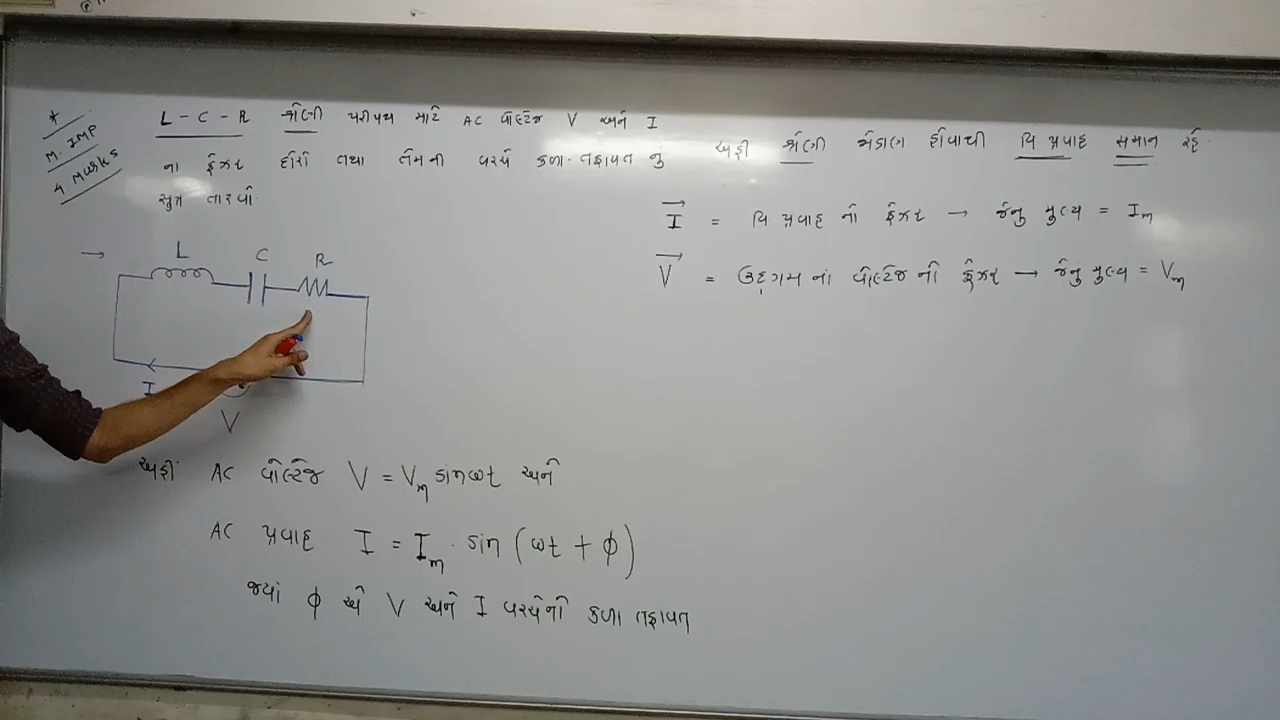 *
M. IMP
4 Marks
L - C - R શ્રેણી પરીપથ માટે AC વોલ્ટેજ V અને I
ના ફેઝર દોરી તથા તેમની વચ્ચે કળા-તફાવત નું
સુત્ર તારવો.
→
L
C
R
I
V
અહીં AC વોલ્ટેજ V = Vm sinωt અને
AC પ્રવાહ I = Im . sin (ωt + ϕ)
જ્યાં ϕ એ V અને I વચ્ચેની કળા તફાવત
અહીં શ્રેણી જોડાણ હોવાથી વિ પ્રવાહ સમાન રહે.
I⃗ = વિ પ્રવાહ નો ફેઝર → જેનુ મુલ્ય = Im
V⃗ = ઉદ્દગમ નાં વોલ્ટેજ નો ફેઝર → જેનુ મુલ્ય = Vm